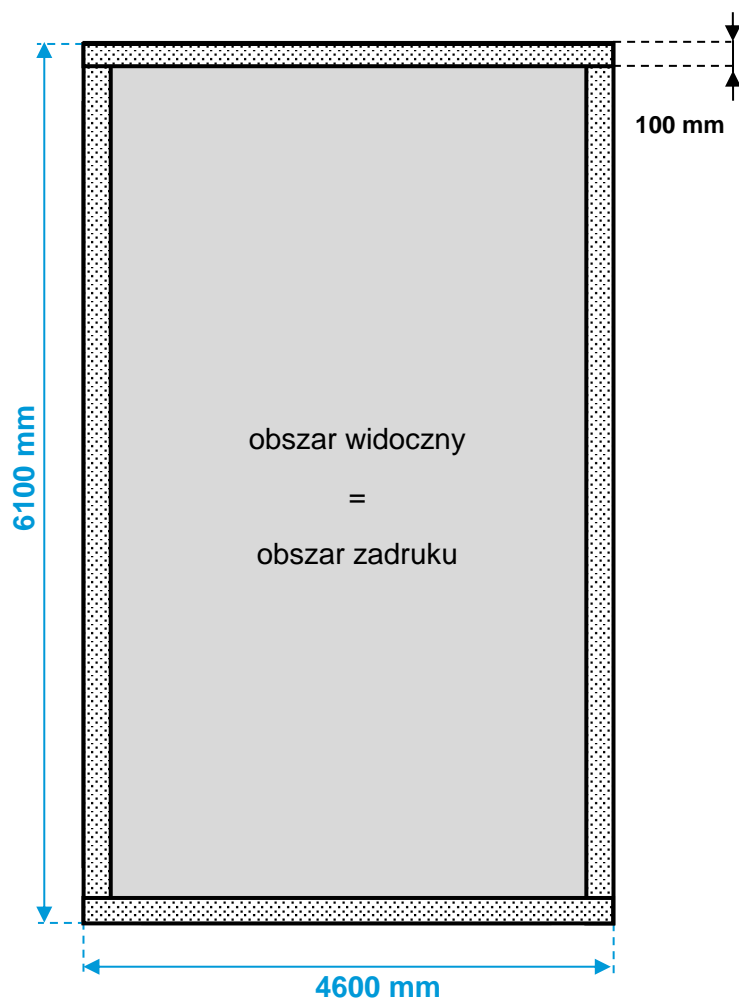 100 mm
6100 mm
obszar widoczny
=
obszar zadruku
4600 mm